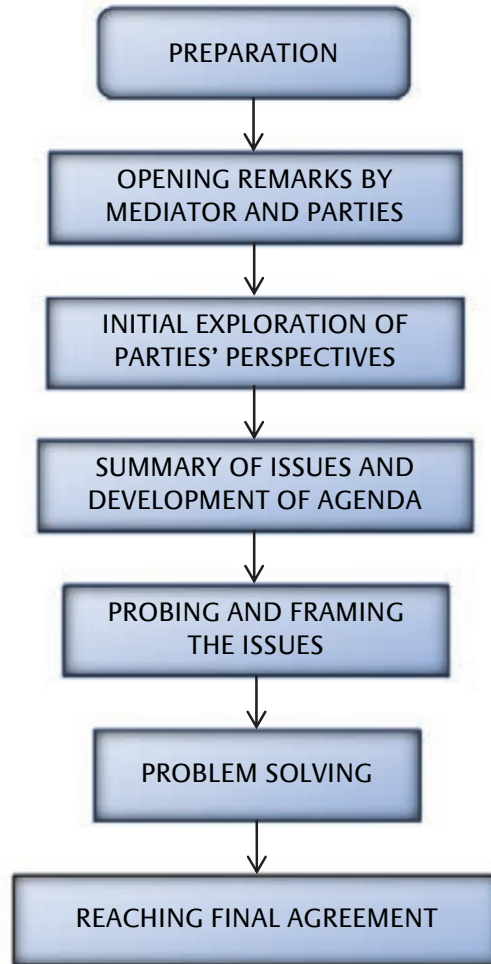 PREPARATION
OPENING REMARKS BY
MEDIATOR AND PARTIES
INITIAL EXPLORATION OF
PARTIES’ PERSPECTIVES
SUMMARY OF ISSUES AND
DEVELOPMENT OF AGENDA
PROBING AND FRAMING
THE ISSUES
PROBLEM SOLVING
REACHING FINAL AGREEMENT